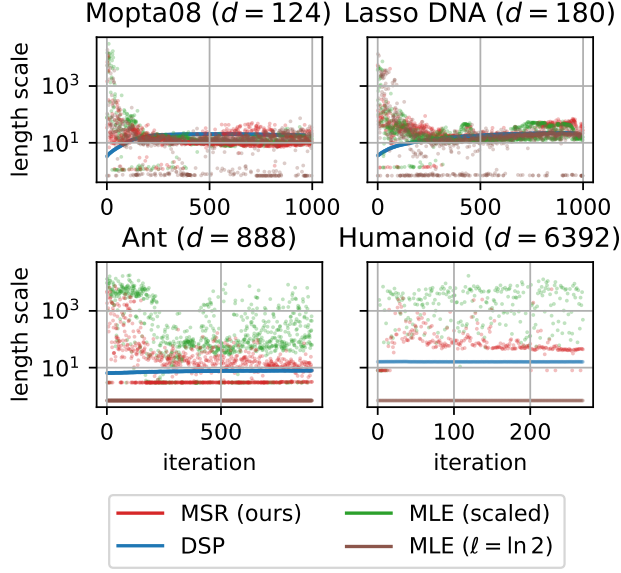 Mopta08 (d = 124) Lasso DNA (d = 180)
length scale
10³
10¹
0 500 1000 0 500 1000
Ant (d = 888) Humanoid (d = 6392)
length scale
10³
10¹
0 500 0 100 200
iteration iteration
MSR (ours) MLE (scaled)
DSP MLE (ℓ = ln 2)